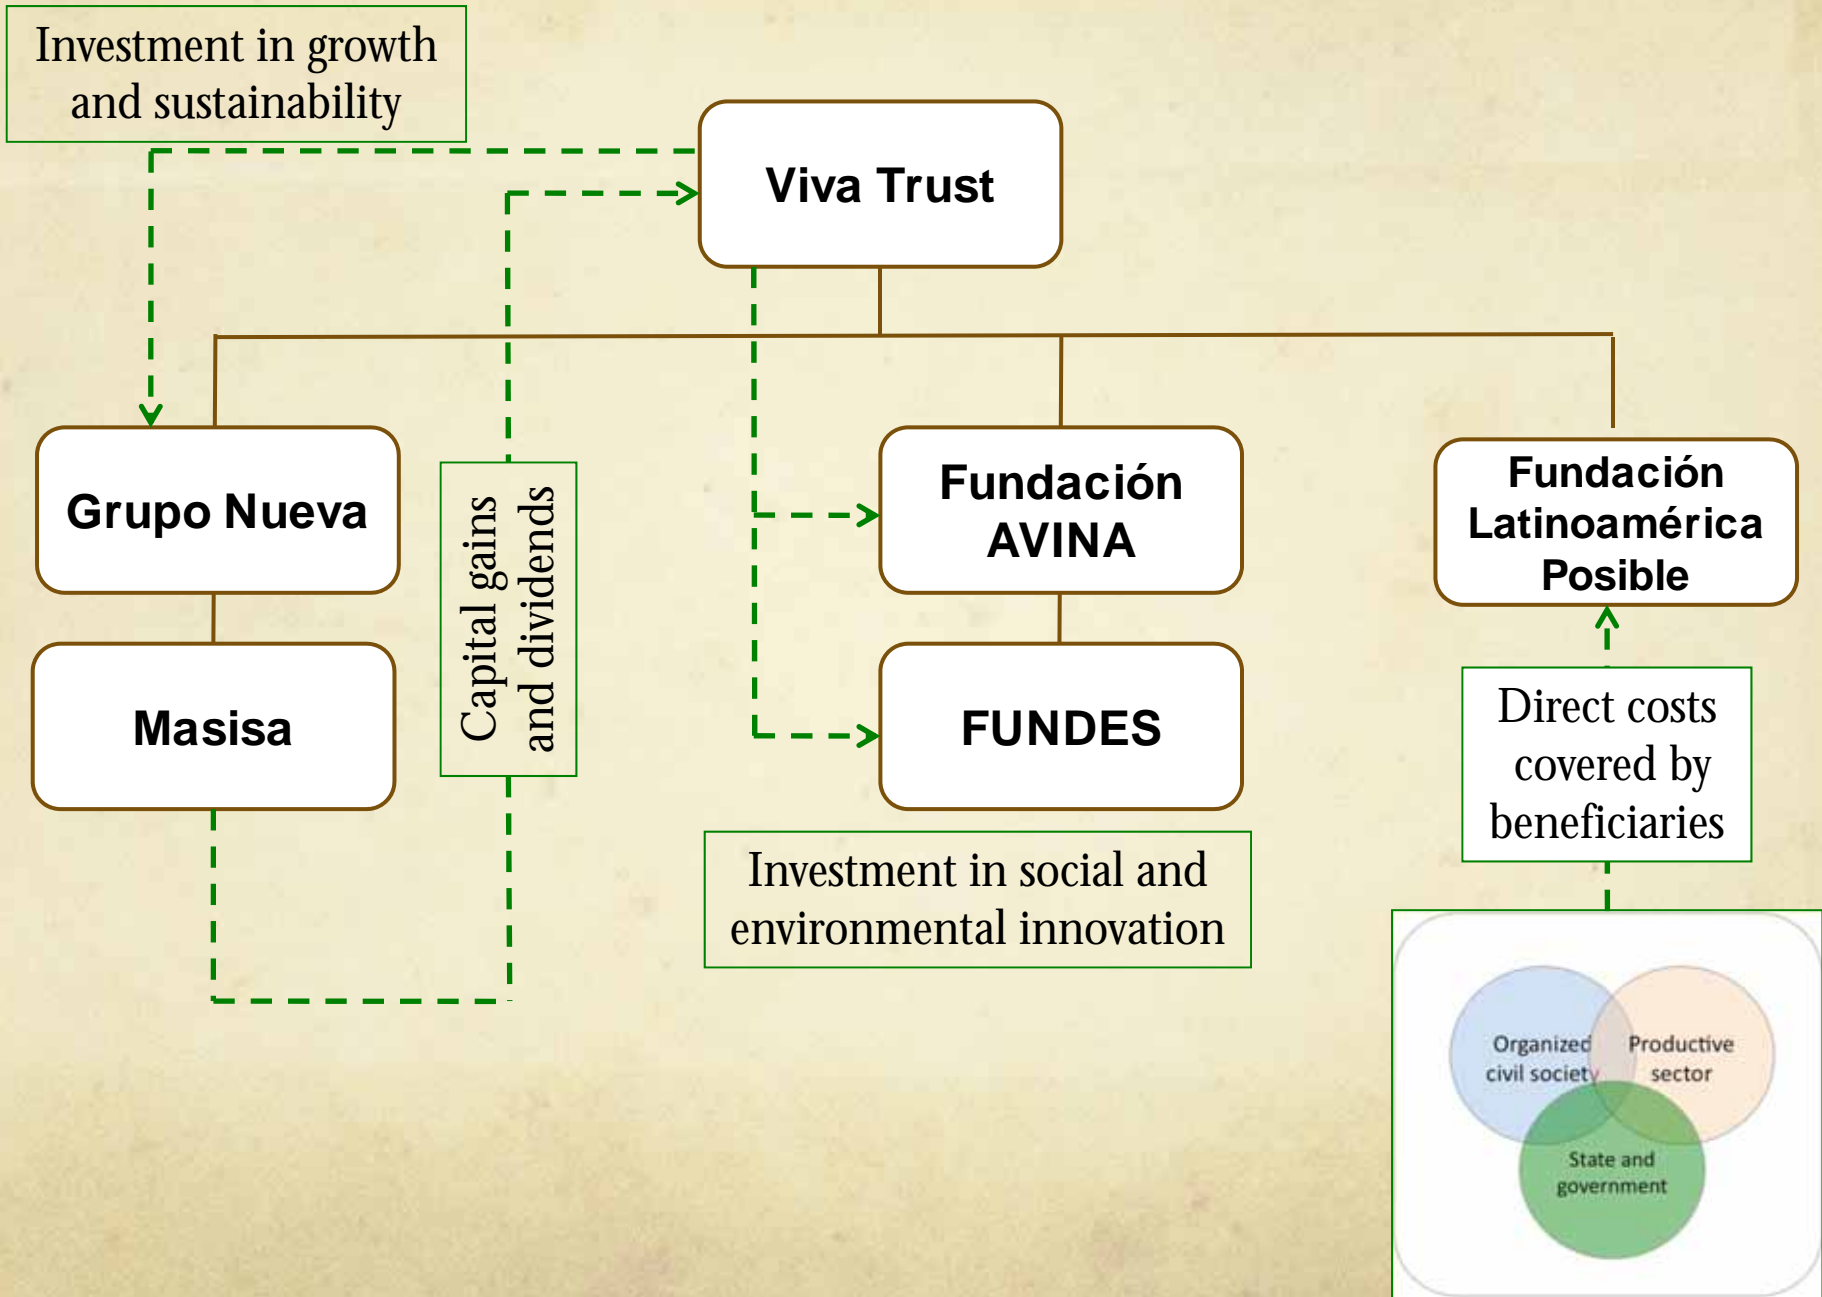 Investment in growth
and sustainability
Viva Trust
Grupo Nueva
Capital gains
and dividends
Fundación
AVINA
Fundación
Latinoamérica
Posible
Masisa
FUNDES
Direct costs
covered by
beneficiaries
Investment in social and
environmental innovation
Organized
civil society
Productive
sector
State and
government